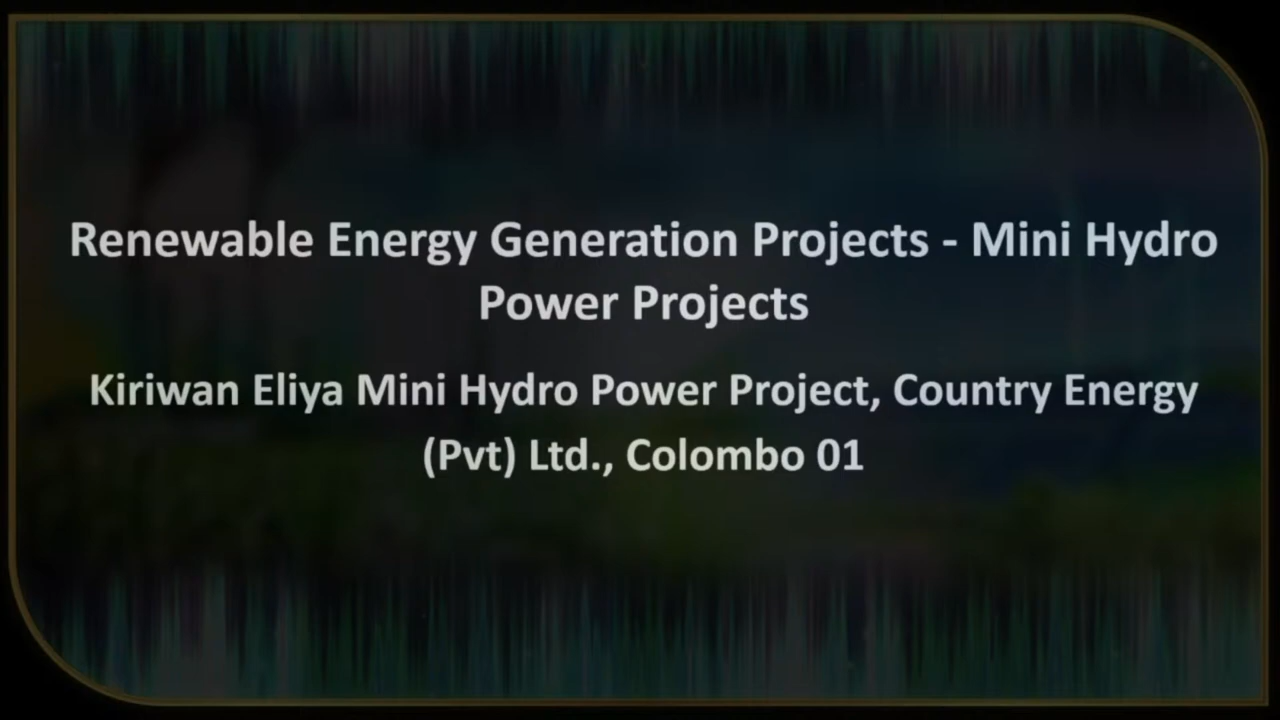 Renewable Energy Generation Projects - Mini Hydro
Power Projects
Kiriwan Eliya Mini Hydro Power Project, Country Energy
(Pvt) Ltd., Colombo 01